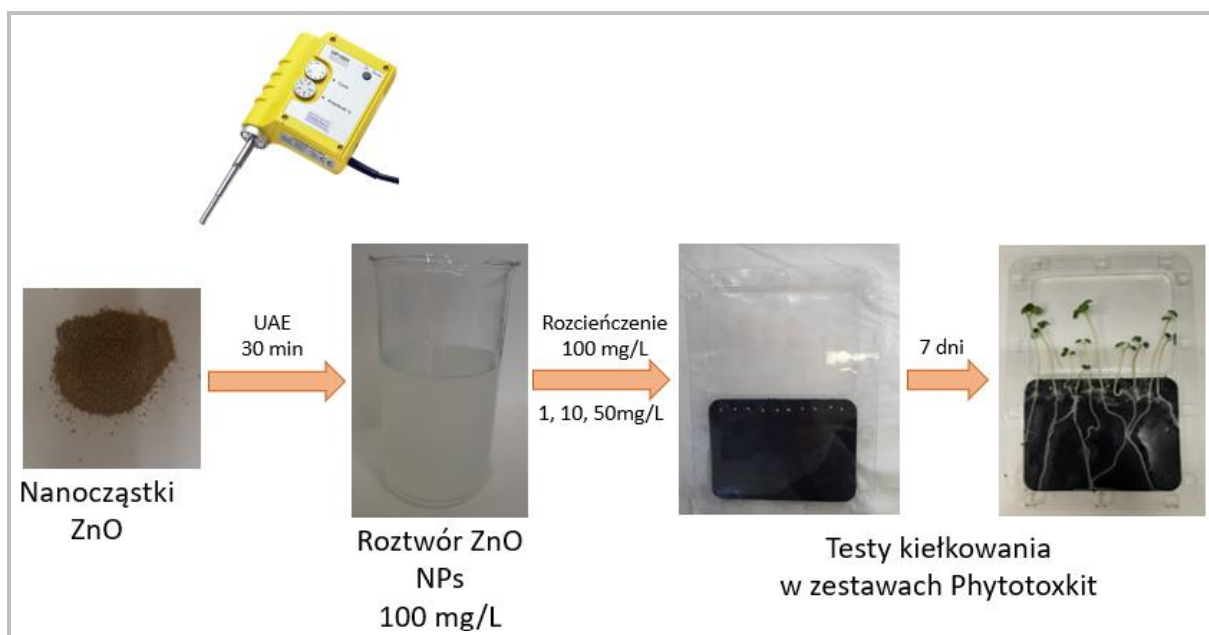 UAE
30 min
Rozcieńczenie
100 mg/L
1, 10, 50mg/L
7 dni
Nanocząstki
ZnO
Roztwór ZnO
NPs
100 mg/L
Testy kiełkowania
w zestawach Phytotoxkit